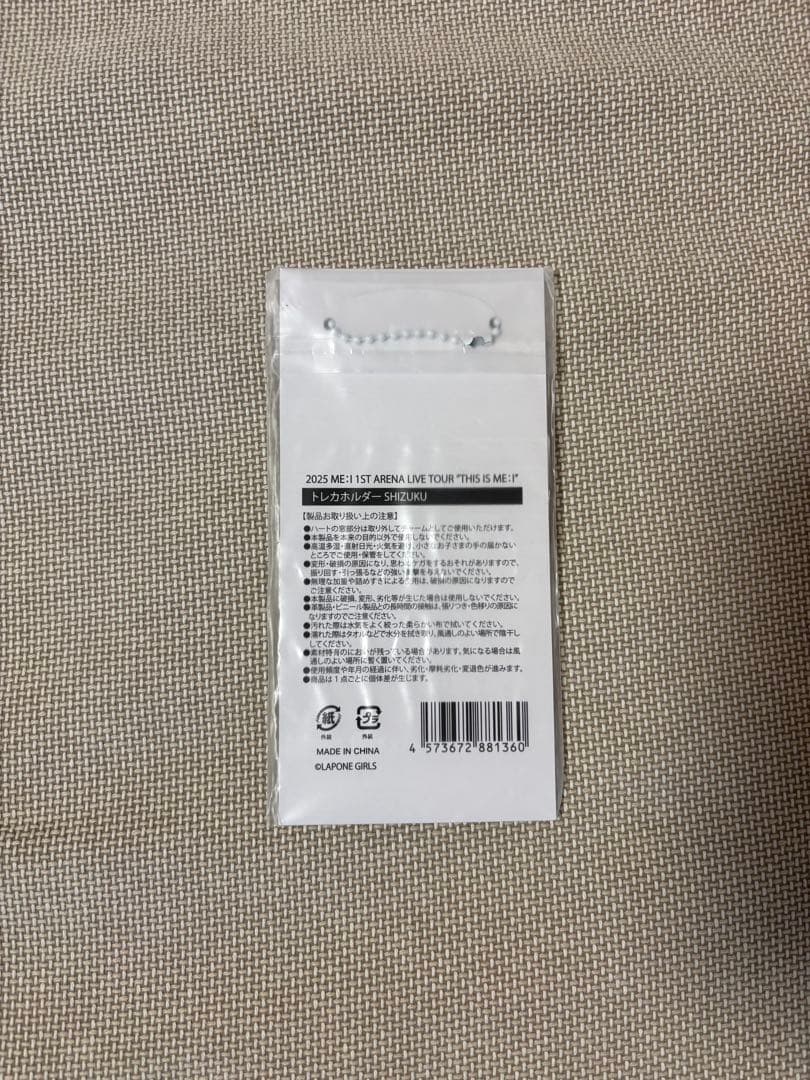 2025 ME:I 1ST ARENA LIVE TOUR "THIS IS ME:I"
トレカホルダー SHIZUKU
【製品お取り扱い上の注意】
●ハートの窓部分は取り外してチャームとしてご使用いただけます。
●本製品を本来の目的以外で使用しないでください。
●高温多湿・直射日光・火気を避け、小さなお子さまの手の届かない
ところでご使用・保管をしてください。
●変形・破損の原因になり、思わぬケガをするおそれがありますので、
振り回す・引っ張るなどの強い衝撃を与えないでください。
●無理な加重や詰めすぎによる使用は、破損の原因になりますので
ご注意ください。
●本製品に破損、変形、劣化等が生じた場合は使用しないでください。
●革製品・ビニール製品との長時間の接触は、張りつき・色移りの原因に
なりますのでご注意ください。
●汚れた際は水気をよく絞った柔らかい布で拭いてください。
●濡れた際はタオルなどで水分を拭き取り、風通しのよい場所で陰干し
してください。
●素材特有のにおいが残っている場合があります。気になる場合は風
通しのよい場所に暫く置いてください。
●使用頻度や年月の経過に伴い、劣化・摩耗劣化・変退色が進みます。
●商品は1点ごとに個体差が生じます。
紙 プラ
外装 外装
MADE IN CHINA
©LAPONE GIRLS
4 573672 881360